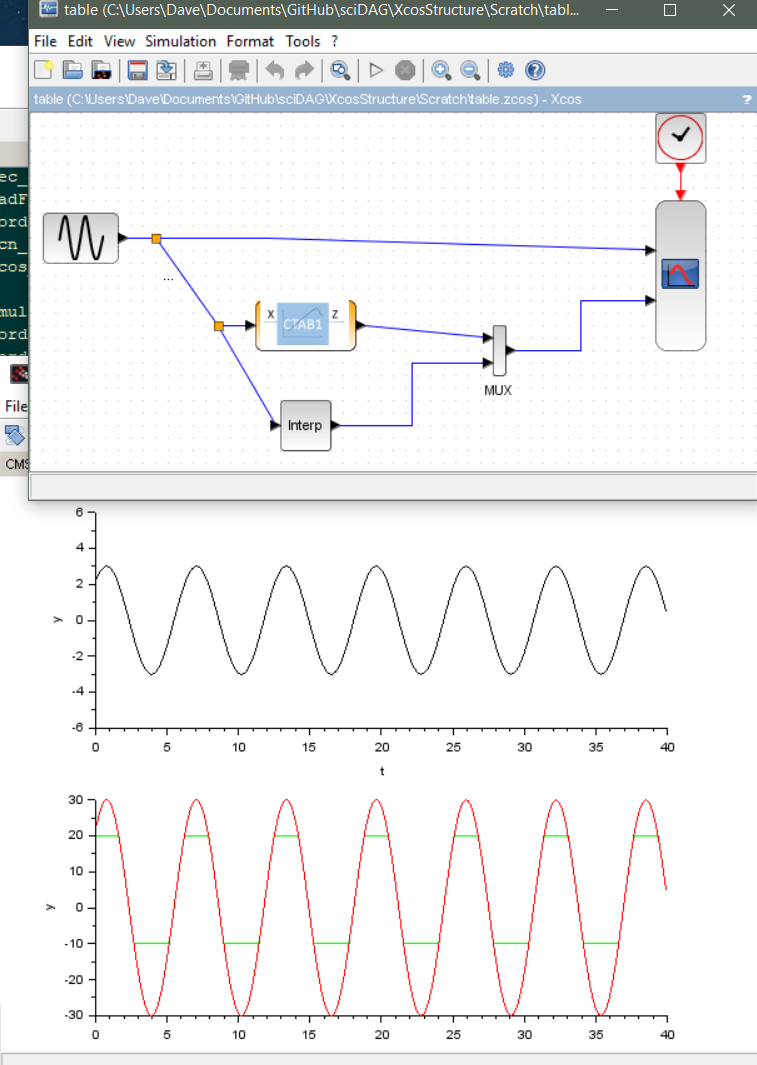 table (C:\Users\Dave\Documents\GitHub\sciDAG\XcosStructure\Scratch\tabl...
File Edit View Simulation Format Tools ?
table (C:\Users\Dave\Documents\GitHub\sciDAG\XcosStructure\Scratch\table.zcos) - Xcos
?
ec_
adF
ord
cn_
cos
mul
ord
File
CMS
...
X
Z
CTAB1
MUX
Interp
6
4
2
0
-2
-4
-6
y
0 5 10 15 20 25 30 35 40
t
30
20
10
0
-10
-20
-30
y
0 5 10 15 20 25 30 35 40